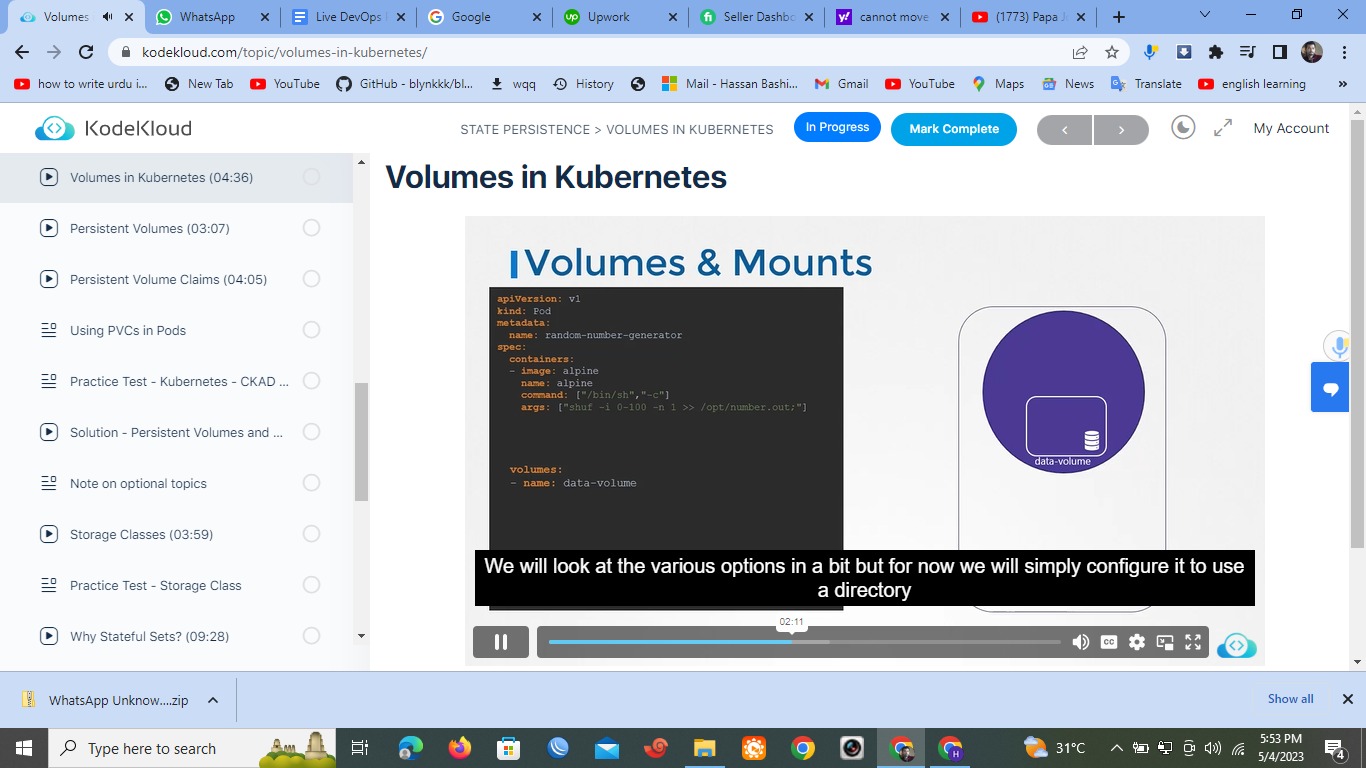 Volumes
WhatsApp
Live DevOps
Google
Upwork
Seller Dashbo
cannot move
(1773) Papa J
kodekloud.com/topic/volumes-in-kubernetes/
how to write urdu i...
New Tab
YouTube
GitHub - blynkkk/bl...
wqq
History
Mail - Hassan Bashi...
Gmail
YouTube
Maps
News
Translate
english learning
KodeKloud
STATE PERSISTENCE > VOLUMES IN KUBERNETES
In Progress
Mark Complete
My Account
Volumes in Kubernetes (04:36)
Persistent Volumes (03:07)
Persistent Volume Claims (04:05)
Using PVCs in Pods
Practice Test - Kubernetes - CKAD ...
Solution - Persistent Volumes and ...
Note on optional topics
Storage Classes (03:59)
Practice Test - Storage Class
Why Stateful Sets? (09:28)
Volumes in Kubernetes
Volumes & Mounts
apiVersion: v1
kind: Pod
metadata:
name: random-number-generator
spec:
containers:
- image: alpine
name: alpine
command: ["/bin/sh","-c"]
args: ["shuf -i 0-100 -n 1 >> /opt/number.out;"]
volumes:
- name: data-volume
data-volume
We will look at the various options in a bit but for now we will simply configure it to use
a directory
02:11
CC
WhatsApp Unknow....zip
Show all
Type here to search
31°C
5:53 PM
5/4/2023
4